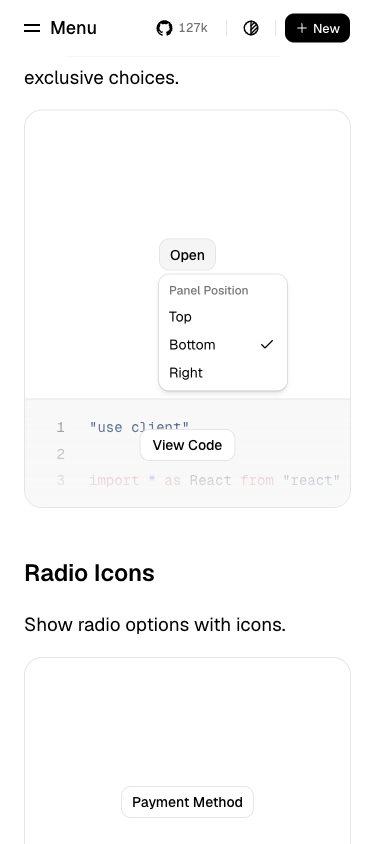 Menu
127k
New
exclusive choices.
Open
Panel Position
Top
Bottom
Right
1 "use client"
View Code
2
3 import * as React from "react"
Radio Icons
Show radio options with icons.
Payment Method